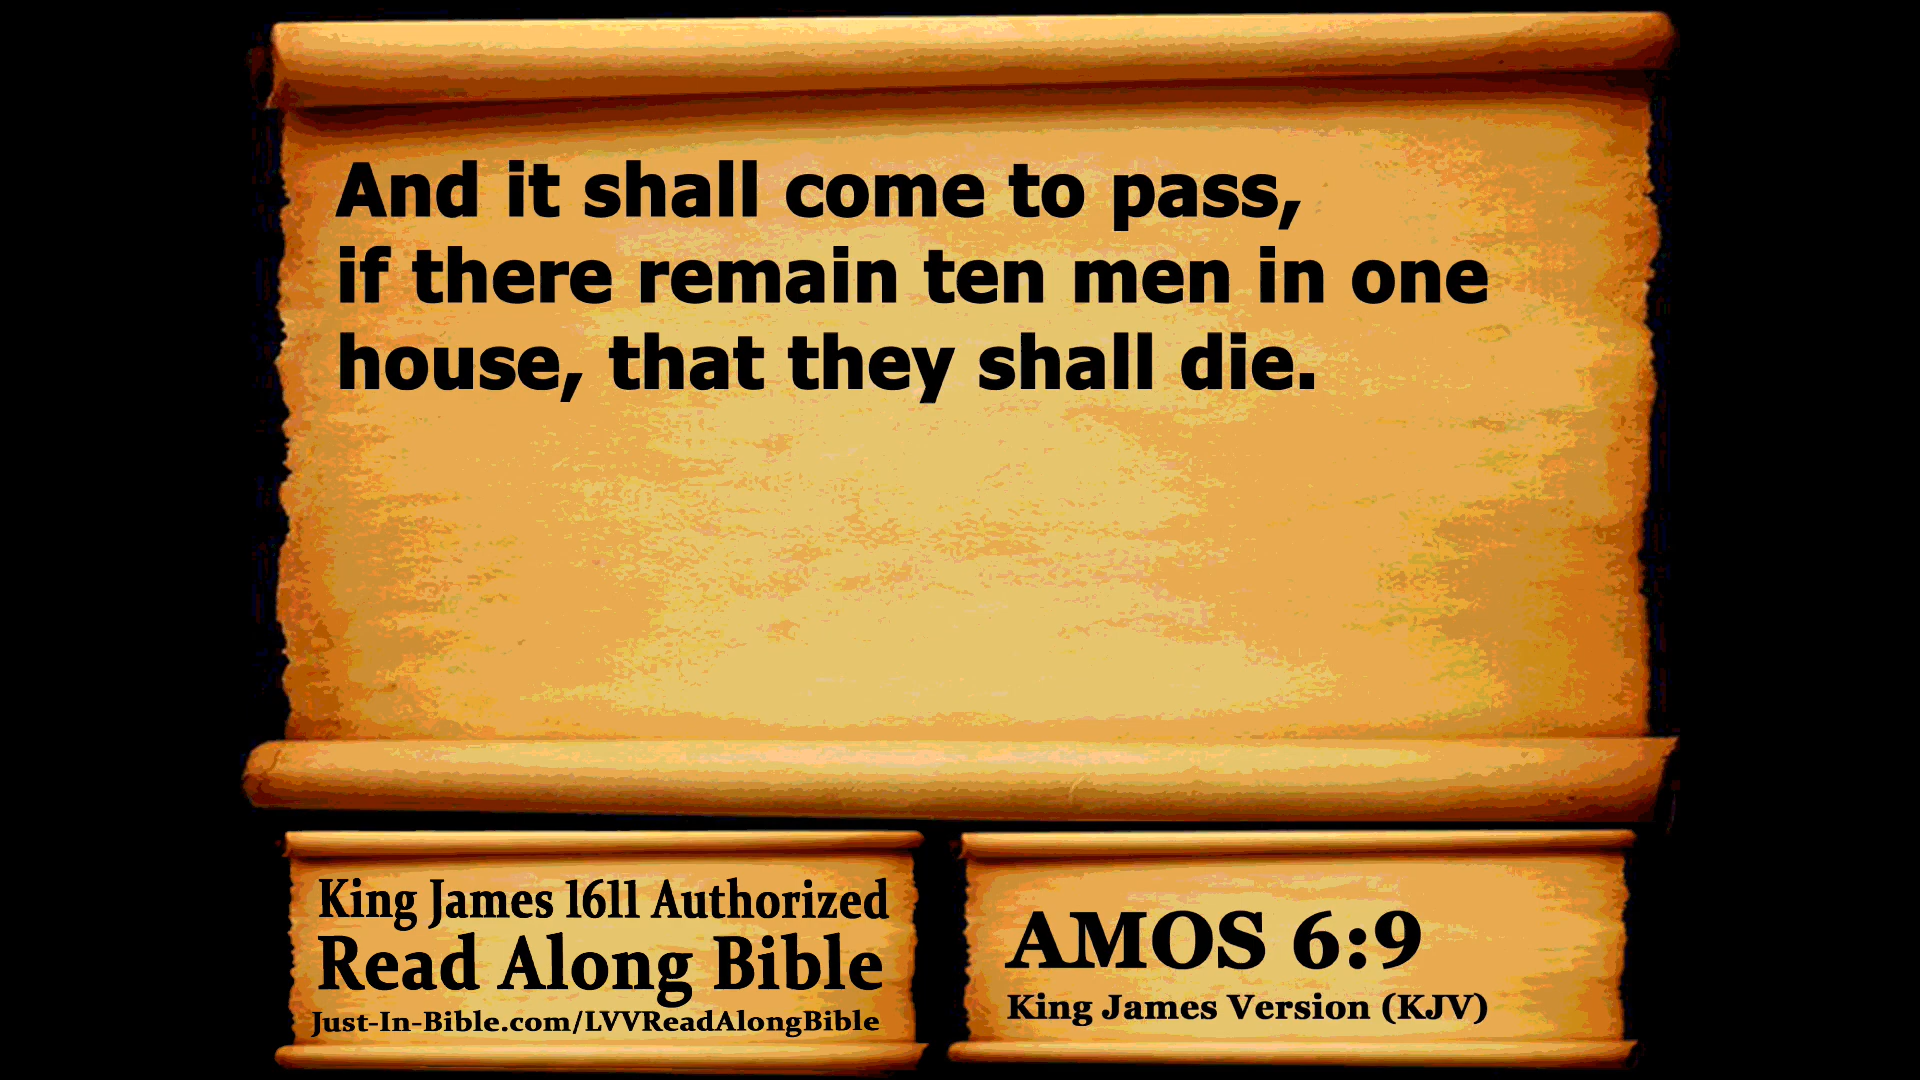 And it shall come to pass,
if there remain ten men in one
house, that they shall die.
King James 1611 Authorized
Read Along Bible
Just-In-Bible.com/LVVReadAlongBible
AMOS 6:9
King James Version (KJV)